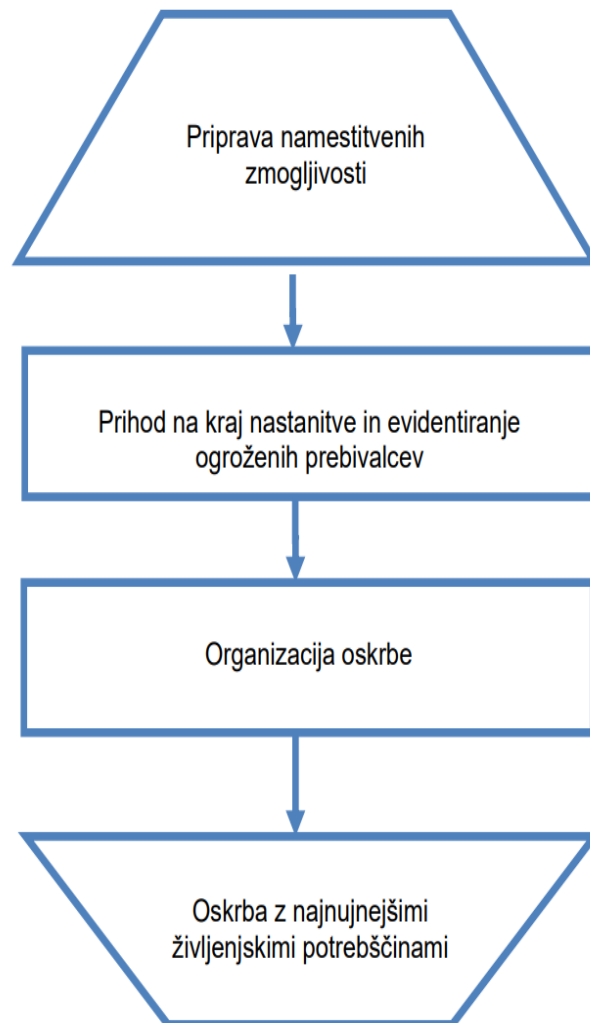 Priprava namestitvenih
zmogljivosti
Prihod na kraj nastanitve in evidentiranje
ogroženih prebivalcev
Organizacija oskrbe
Oskrba z najnujnejšimi
življenjskimi potrebščinami